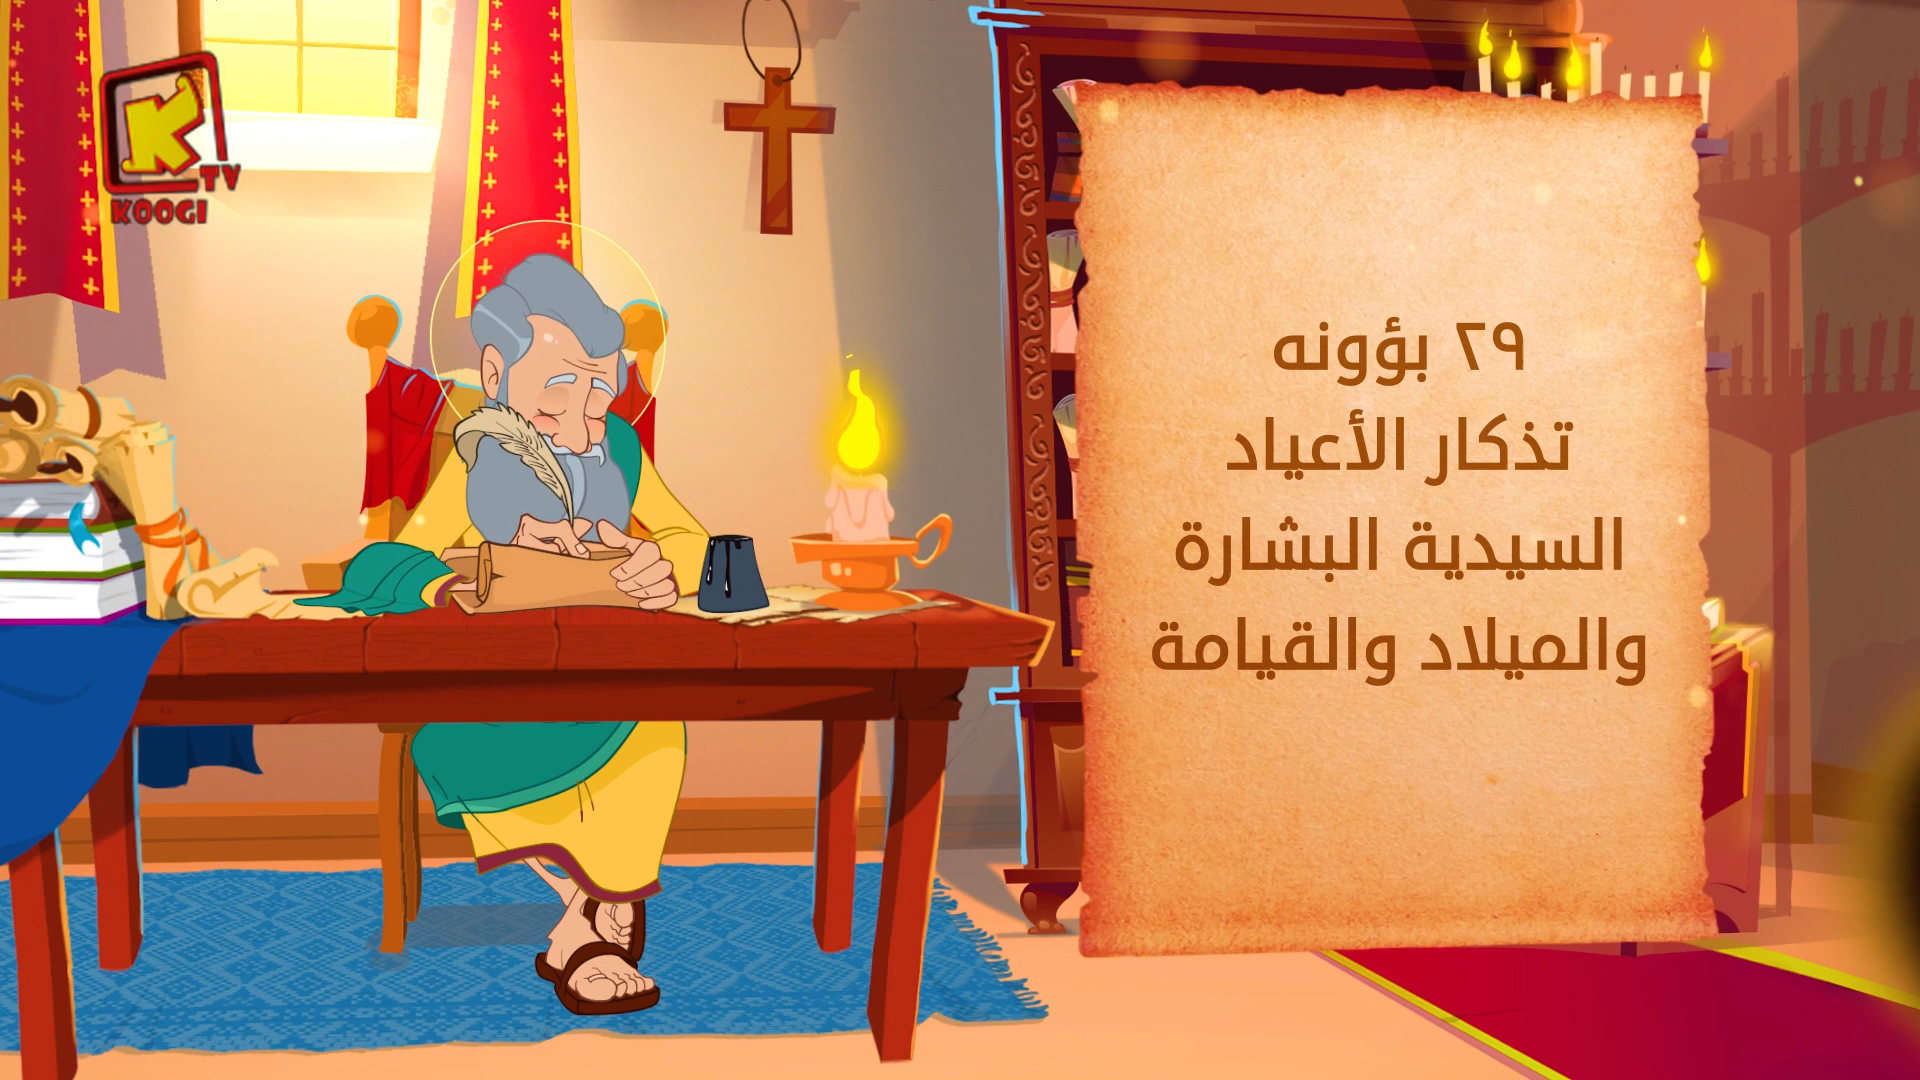 K TV
KOOGI
٢٩ بؤونه
تذكار الأعياد
السيدية البشارة
والميلاد والقيامة